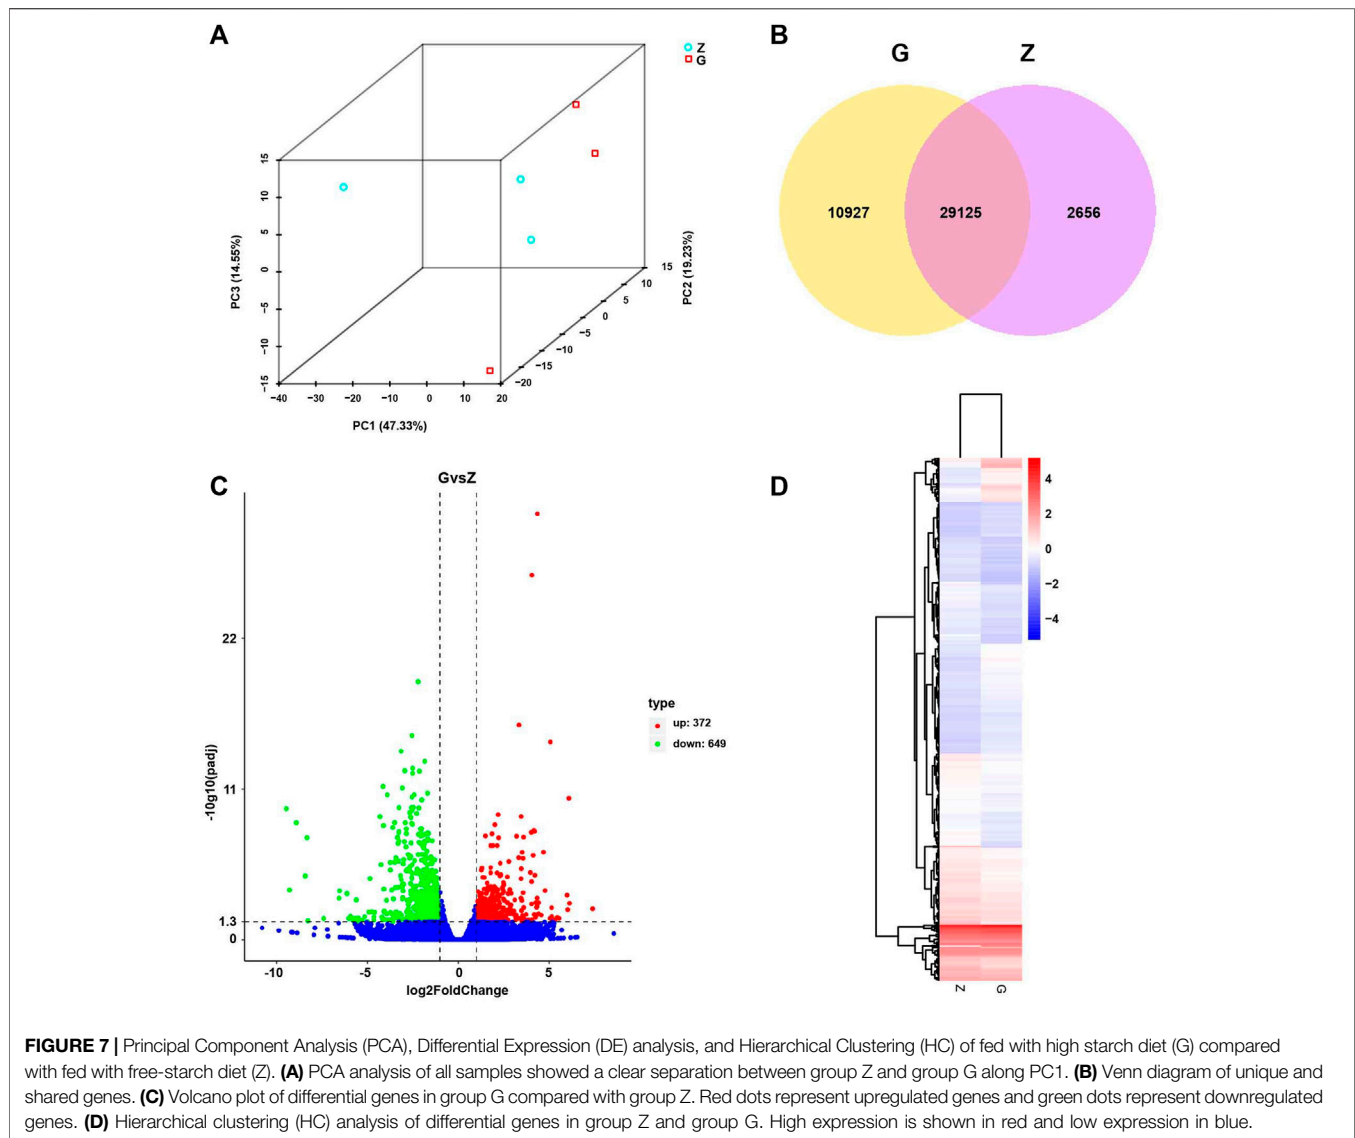 A
Z
G
15
10
5
0
−5
−10
−15
PC3 (14.55%)
−40 −30 −20 −10 0 10 20
PC1 (47.33%)
−20
−15
−10
−5
0
5
10
15
PC2 (19.23%)
B
G Z
10927 29125 2656
C
GvsZ
22
11
1.3
0
-10g10(padj)
-10 -5 0 5
log2FoldChange
type
up: 372
down: 649
D
4
2
0
−2
−4
Z G
FIGURE 7 | Principal Component Analysis (PCA), Differential Expression (DE) analysis, and Hierarchical Clustering (HC) of fed with high starch diet (G) compared
with fed with free-starch diet (Z). (A) PCA analysis of all samples showed a clear separation between group Z and group G along PC1. (B) Venn diagram of unique and
shared genes. (C) Volcano plot of differential genes in group G compared with group Z. Red dots represent upregulated genes and green dots represent downregulated
genes. (D) Hierarchical clustering (HC) analysis of differential genes in group Z and group G. High expression is shown in red and low expression in blue.